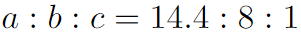 a : b : c = 14.4 : 8 : 1